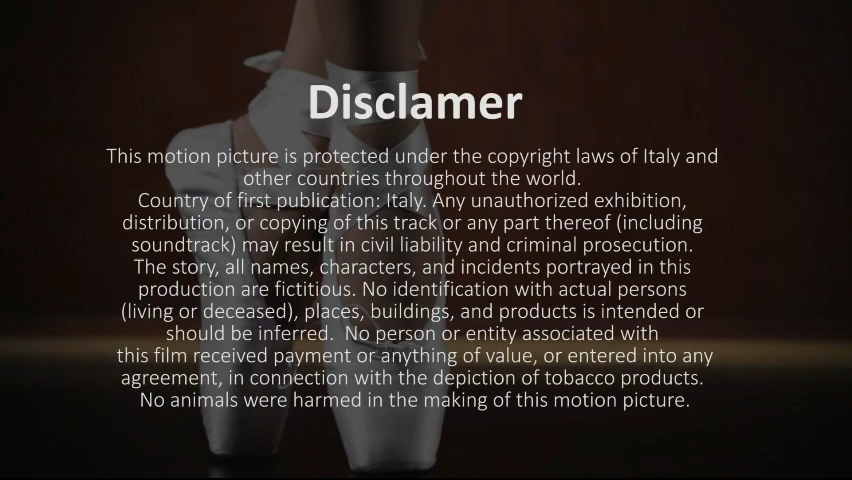 Disclamer
This motion picture is protected under the copyright laws of Italy and
other countries throughout the world.
Country of first publication: Italy. Any unauthorized exhibition,
distribution, or copying of this track or any part thereof (including
soundtrack) may result in civil liability and criminal prosecution.
The story, all names, characters, and incidents portrayed in this
production are fictitious. No identification with actual persons
(living or deceased), places, buildings, and products is intended or
should be inferred. No person or entity associated with
this film received payment or anything of value, or entered into any
agreement, in connection with the depiction of tobacco products.
No animals were harmed in the making of this motion picture.